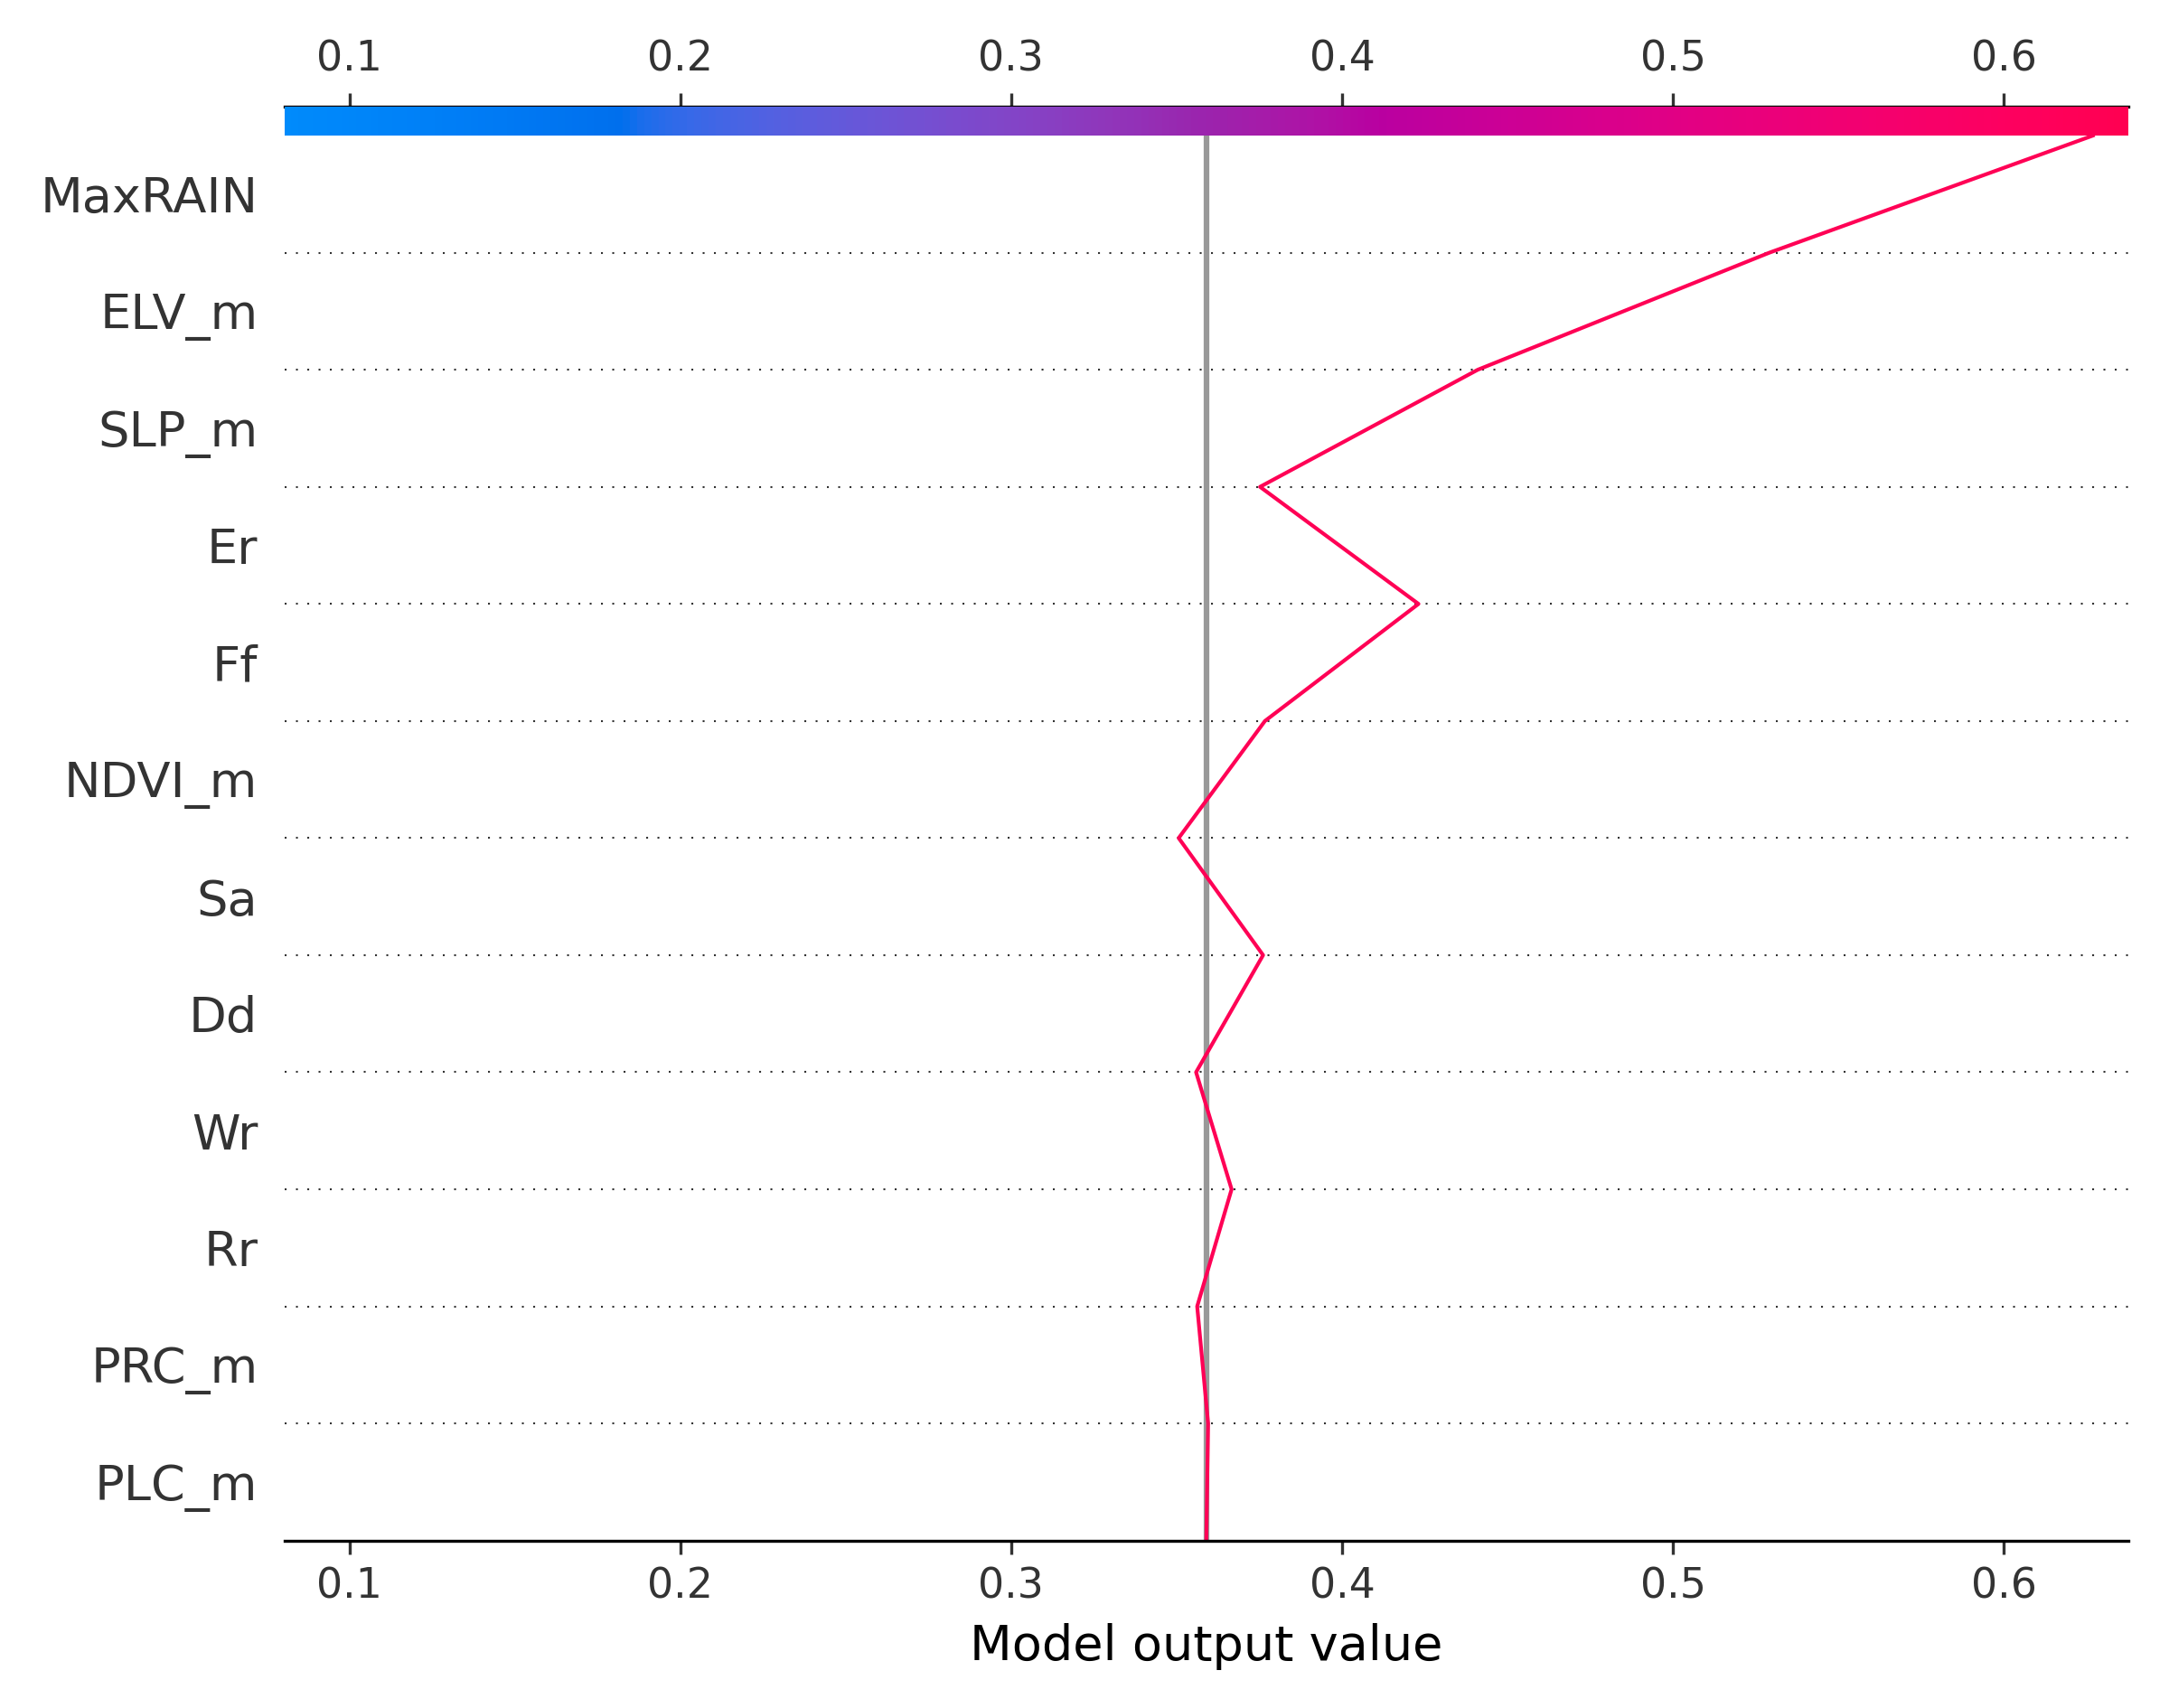 0.1 0.2 0.3 0.4 0.5 0.6
MaxRAIN
ELV_m
SLP_m
Er
Ff
NDVI_m
Sa
Dd
Wr
Rr
PRC_m
PLC_m
0.1 0.2 0.3 0.4 0.5 0.6
Model output value